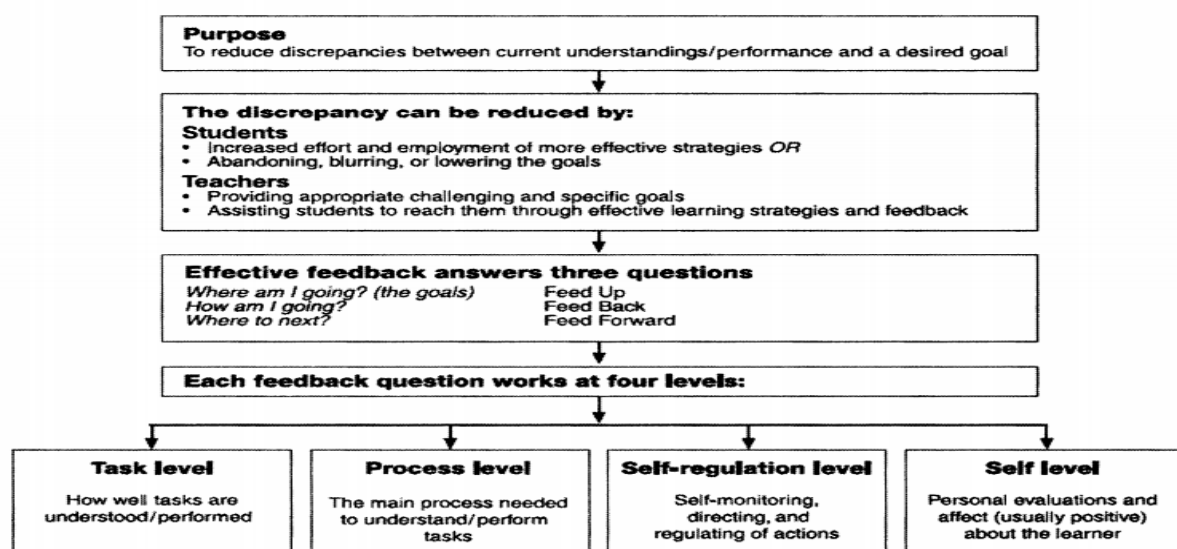 Purpose
To reduce discrepancies between current understandings/performance and a desired goal
The discrepancy can be reduced by:
Students
• Increased effort and employment of more effective strategies OR
• Abandoning, blurring, or lowering the goals
Teachers
• Providing appropriate challenging and specific goals
• Assisting students to reach them through effective learning strategies and feedback
Effective feedback answers three questions
Where am I going? (the goals) Feed Up
How am I going? Feed Back
Where to next? Feed Forward
Each feedback question works at four levels:
Task level
How well tasks are
understood/performed
Process level
The main process needed
to understand/perform
tasks
Self-regulation level
Self-monitoring,
directing, and
regulating of actions
Self level
Personal evaluations and
affect (usually positive)
about the learner